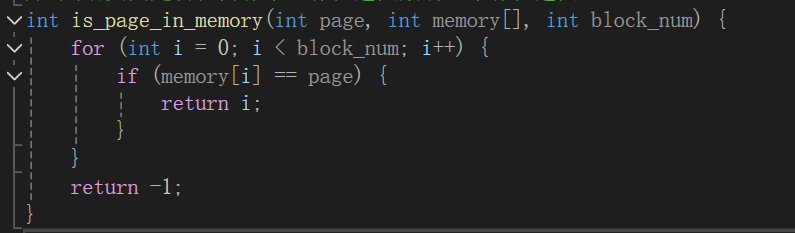 int is_page_in_memory(int page, int memory[], int block_num) {
    for (int i = 0; i < block_num; i++) {
        if (memory[i] == page) {
            return i;
        }
    }
    return -1;
}